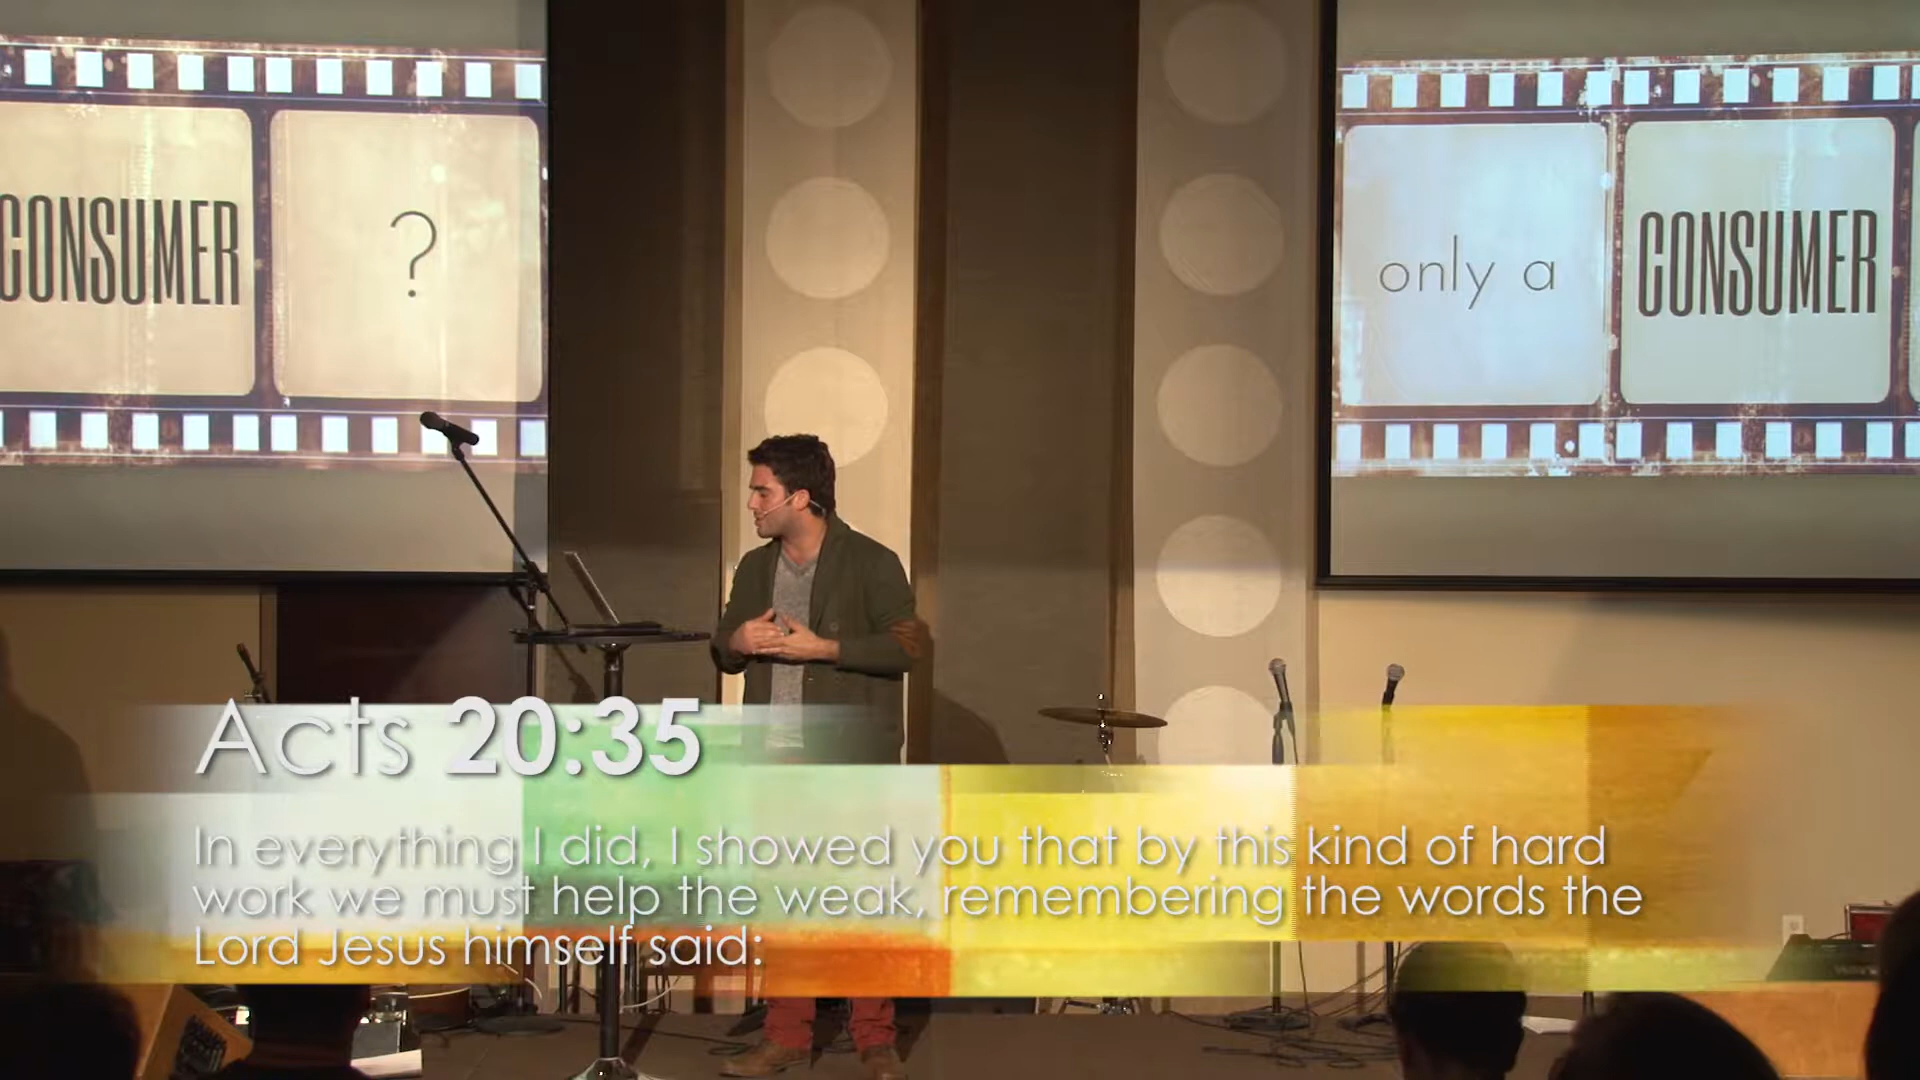 CONSUMER
?
only a
CONSUMER
Acts 20:35
In everything I did, I showed you that by this kind of hard
work we must help the weak, remembering the words the
Lord Jesus himself said: